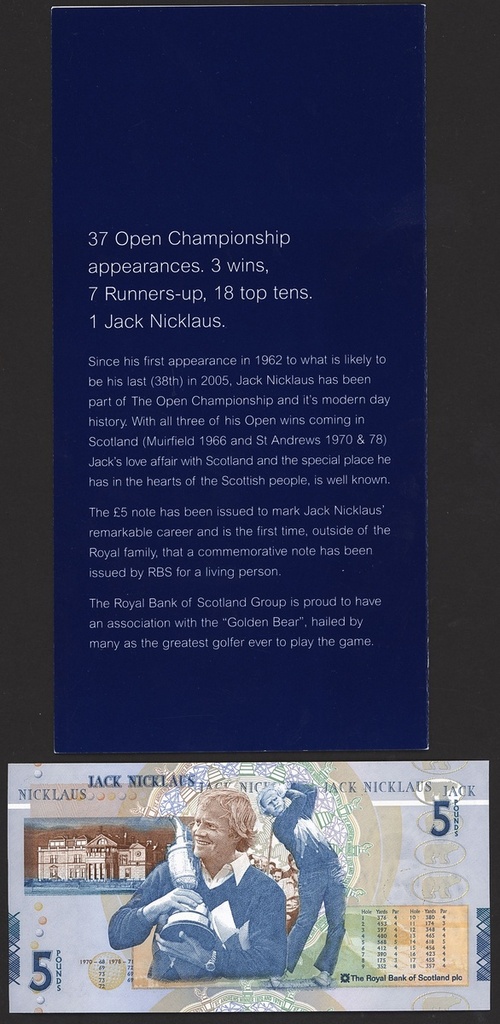 37 Open Championship
appearances. 3 wins,
7 Runners-up, 18 top tens.
1 Jack Nicklaus.
Since his first appearance in 1962 to what is likely to
be his last (38th) in 2005, Jack Nicklaus has been
part of The Open Championship and it's modern day
history. With all three of his Open wins coming in
Scotland (Muirfield 1966 and St Andrews 1970 & 78)
Jack's love affair with Scotland and the special place he
has in the hearts of the Scottish people, is well known.
The £5 note has been issued to mark Jack Nicklaus'
remarkable career and is the first time, outside of the
Royal family, that a commemorative note has been
issued by RBS for a living person.
The Royal Bank of Scotland Group is proud to have
an association with the "Golden Bear", hailed by
many as the greatest golfer ever to play the game.
NICKLAUS JACK NICKLAUS JACK NICKLAUS JACK
5 POUNDS
Hole Yards Par Hole Yards Par
The Royal Bank of Scotland plc
5 POUNDS